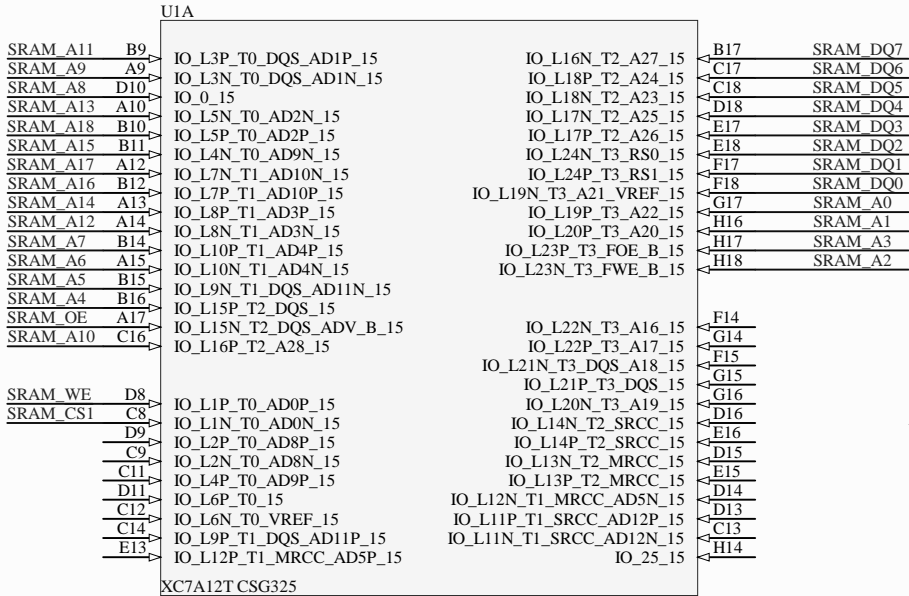 U1A
SRAM_A11 B9 IO_L3P_T0_DQS_AD1P_15 IO_L16N_T2_A27_15 B17 SRAM_DQ7
SRAM_A9 A9 IO_L3N_T0_DQS_AD1N_15 IO_L18P_T2_A24_15 C17 SRAM_DQ6
SRAM_A8 D10 IO_0_15 IO_L18N_T2_A23_15 C18 SRAM_DQ5
SRAM_A13 A10 IO_L5N_T0_AD2N_15 IO_L17N_T2_A25_15 D18 SRAM_DQ4
SRAM_A18 B10 IO_L5P_T0_AD2P_15 IO_L17P_T2_A26_15 E17 SRAM_DQ3
SRAM_A15 B11 IO_L4N_T0_AD9N_15 IO_L24N_T3_RS0_15 E18 SRAM_DQ2
SRAM_A17 A12 IO_L7N_T1_AD10N_15 IO_L24P_T3_RS1_15 F17 SRAM_DQ1
SRAM_A16 B12 IO_L7P_T1_AD10P_15 IO_L19N_T3_A21_VREF_15 F18 SRAM_DQ0
SRAM_A14 A13 IO_L8P_T1_AD3P_15 IO_L19P_T3_A22_15 G17 SRAM_A0
SRAM_A12 A14 IO_L8N_T1_AD3N_15 IO_L20P_T3_A20_15 H16 SRAM_A1
SRAM_A7 B14 IO_L10P_T1_AD4P_15 IO_L23P_T3_FOE_B_15 H17 SRAM_A3
SRAM_A6 A15 IO_L10N_T1_AD4N_15 IO_L23N_T3_FWE_B_15 H18 SRAM_A2
SRAM_A5 B15 IO_L9N_T1_DQS_AD11N_15
SRAM_A4 B16 IO_L15P_T2_DQS_15
SRAM_OE A17 IO_L15N_T2_DQS_ADV_B_15 IO_L22N_T3_A16_15 F14
SRAM_A10 C16 IO_L16P_T2_A28_15 IO_L22P_T3_A17_15 G14
IO_L21N_T3_DQS_A18_15 F15
IO_L21P_T3_DQS_15 G15
SRAM_WE D8 IO_L1P_T0_AD0P_15 IO_L20N_T3_A19_15 G16
SRAM_CS1 C8 IO_L1N_T0_AD0N_15 IO_L14N_T2_SRCC_15 D16
D9 IO_L2P_T0_AD8P_15 IO_L14P_T2_SRCC_15 E16
C9 IO_L2N_T0_AD8N_15 IO_L13N_T2_MRCC_15 D15
C11 IO_L4P_T0_AD9P_15 IO_L13P_T2_MRCC_15 E15
D11 IO_L6P_T0_15 IO_L12N_T1_MRCC_AD5N_15 D14
C12 IO_L6N_T0_VREF_15 IO_L11P_T1_SRCC_AD12P_15 D13
C14 IO_L9P_T1_DQS_AD11P_15 IO_L11N_T1_SRCC_AD12N_15 C13
E13 IO_L12P_T1_MRCC_AD5P_15 IO_25_15 H14
XC7A12T CSG325